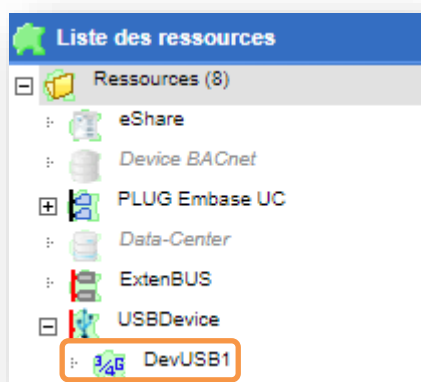 Liste des ressources
Ressources (8)
eShare
Device BACnet
PLUG Embase UC
Data-Center
ExtenBUS
USBDevice
3/4G DevUSB1